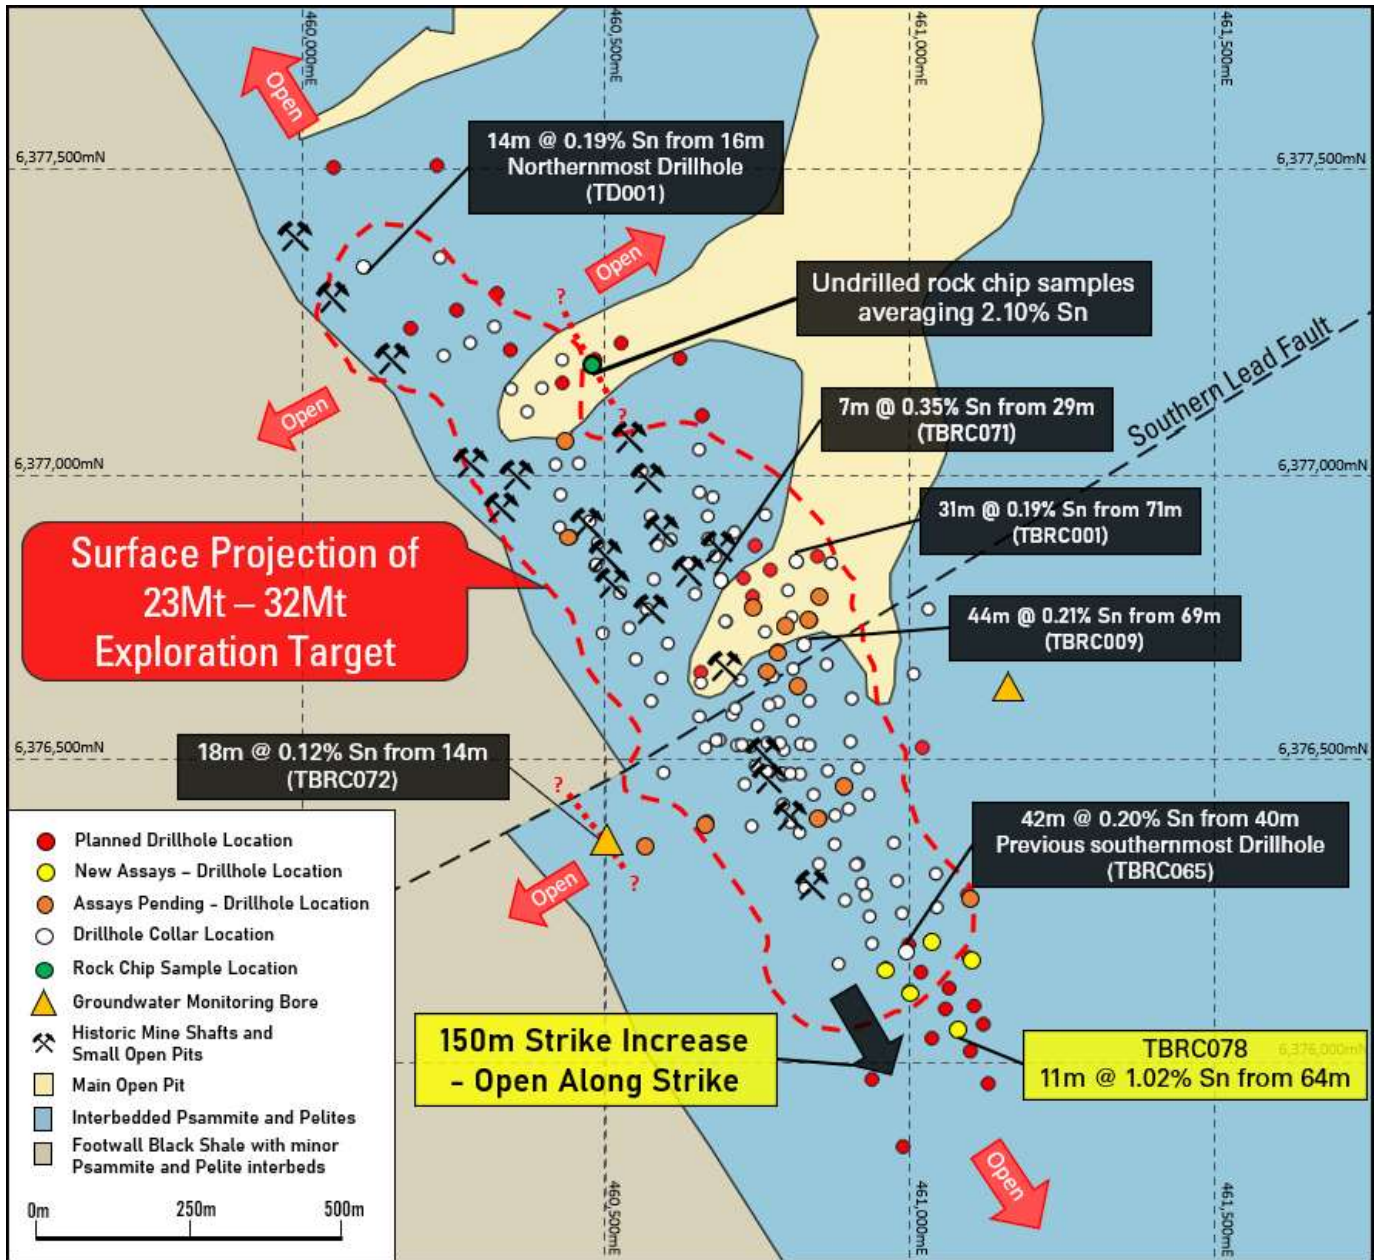 460,000mE
460,500mE
461,000mE
461,500mE
Open
14m @ 0.19% Sn from 16m
Northernmost Drillhole
(TD001)
6,377,500mN
6,377,500mN
Open
?
Undrilled rock chip samples
averaging 2.10% Sn
Southern Lead Fault
Open
?
7m @ 0.35% Sn from 29m
(TBRC071)
6,377,000mN
6,377,000mN
31m @ 0.19% Sn from 71m
(TBRC001)
Surface Projection of
23Mt – 32Mt
Exploration Target
44m @ 0.21% Sn from 69m
(TBRC009)
6,376,500mN
6,376,500mN
18m @ 0.12% Sn from 14m
(TBRC072)
?
?
Open
42m @ 0.20% Sn from 40m
Previous southernmost Drillhole
(TBRC065)
Planned Drillhole Location
New Assays – Drillhole Location
Assays Pending - Drillhole Location
Drillhole Collar Location
Rock Chip Sample Location
Groundwater Monitoring Bore
Historic Mine Shafts and
Small Open Pits
Main Open Pit
Interbedded Psammite and Pelites
Footwall Black Shale with minor
Psammite and Pelite interbeds
0m
250m
500m
150m Strike Increase
- Open Along Strike
TBRC078
11m @ 1.02% Sn from 64m
6,376,000mN
Open
460,500mE
461,000mE
461,500mE